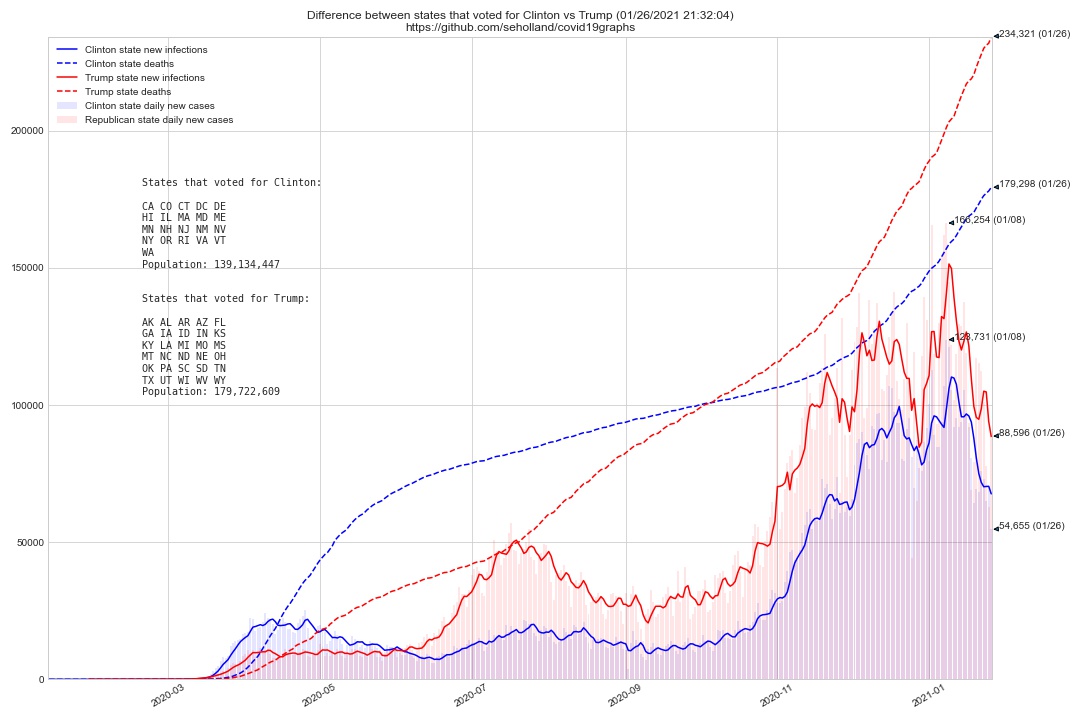 Difference between states that voted for Clinton vs Trump (01/26/2021 21:32:04)
https://github.com/seholland/covid19graphs
Clinton state new infections
Clinton state deaths
Trump state new infections
Trump state deaths
Clinton state daily new cases
Republican state daily new cases
States that voted for Clinton:
CA CO CT DC DE
HI IL MA MD ME
MN NH NJ NM NV
NY OR RI VA VT
WA
Population: 139,134,447
States that voted for Trump:
AK AL AR AZ FL
GA IA ID IN KS
KY LA MI MO MS
MT NC ND NE OH
OK PA SC SD TN
TX UT WI WV WY
Population: 179,722,609
234,321 (01/26)
179,298 (01/26)
166,254 (01/08)
123,731 (01/08)
88,596 (01/26)
54,655 (01/26)
200000
150000
100000
50000
0
2020-03
2020-05
2020-07
2020-09
2020-11
2021-01